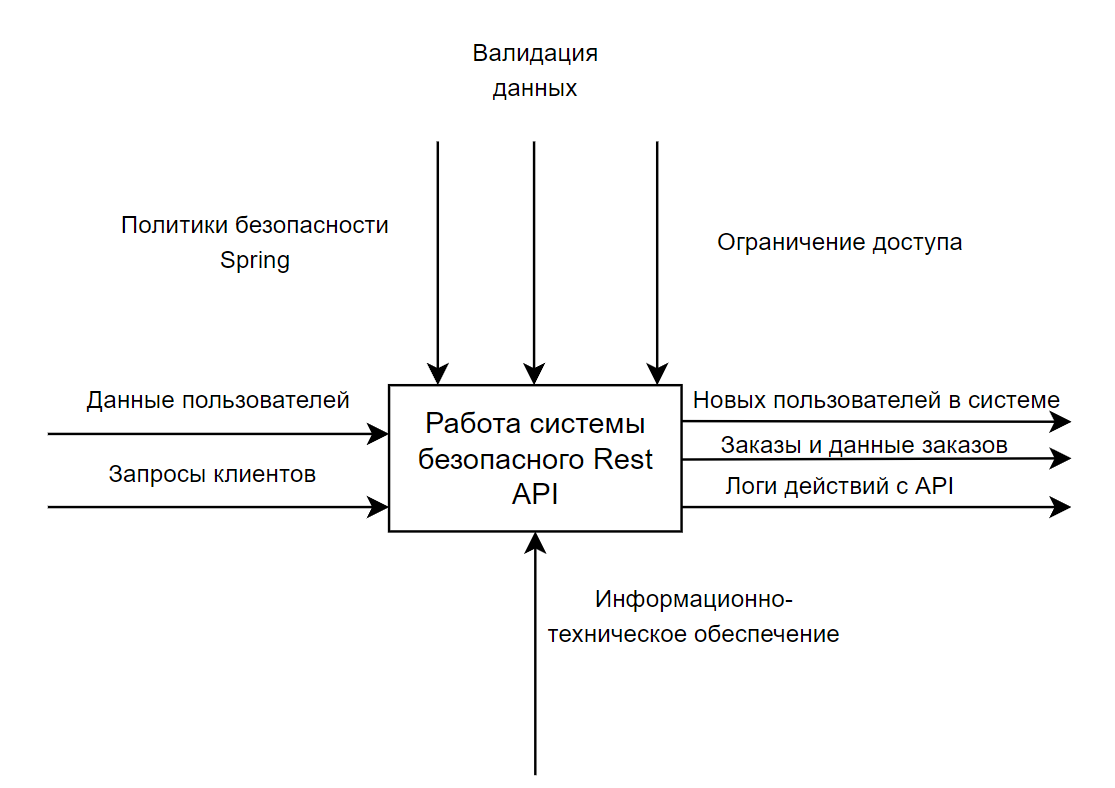 Валидация
данных
Политики безопасности
Spring
Ограничение доступа
Данные пользователей
Запросы клиентов
Работа системы
безопасного Rest
API
Новых пользователей в системе
Заказы и данные заказов
Логи действий с API
Информационно-
техническое обеспечение